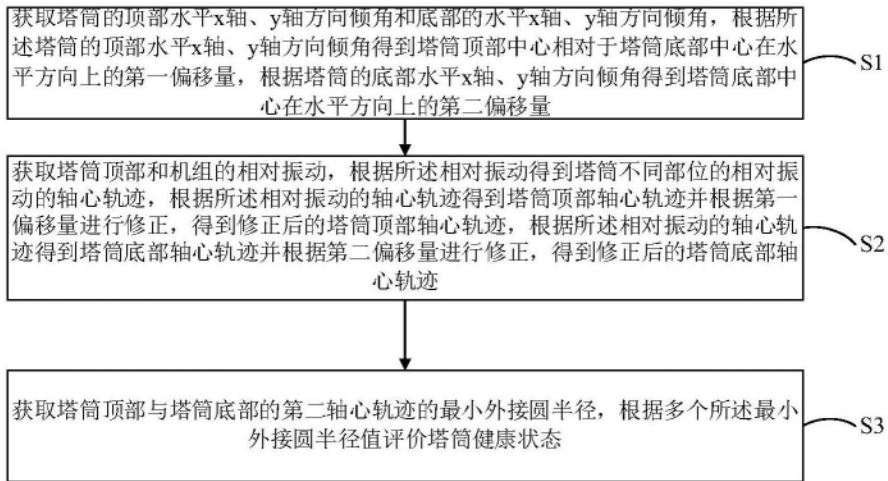 获取塔筒的顶部水平x轴、y轴方向倾角和底部的水平x轴、y轴方向倾角，根据所
述塔筒的顶部水平x轴、y轴方向倾角得到塔筒顶部中心相对于塔筒底部中心在水
平方向上的第一偏移量，根据塔筒的底部水平x轴、y轴方向倾角得到塔筒底部中
心在水平方向上的第二偏移量
S1
获取塔筒顶部和机组的相对振动，根据所述相对振动得到塔筒不同部位的相对振
动的轴心轨迹，根据所述相对振动的轴心轨迹得到塔筒顶部轴心轨迹并根据第一
偏移量进行修正，得到修正后的塔筒顶部轴心轨迹，根据所述相对振动的轴心轨
迹得到塔筒底部轴心轨迹并根据第二偏移量进行修正，得到修正后的塔筒底部轴
心轨迹
S2
获取塔筒顶部与塔筒底部的第二轴心轨迹的最小外接圆半径，根据多个所述最小
外接圆半径值评价塔筒健康状态
S3